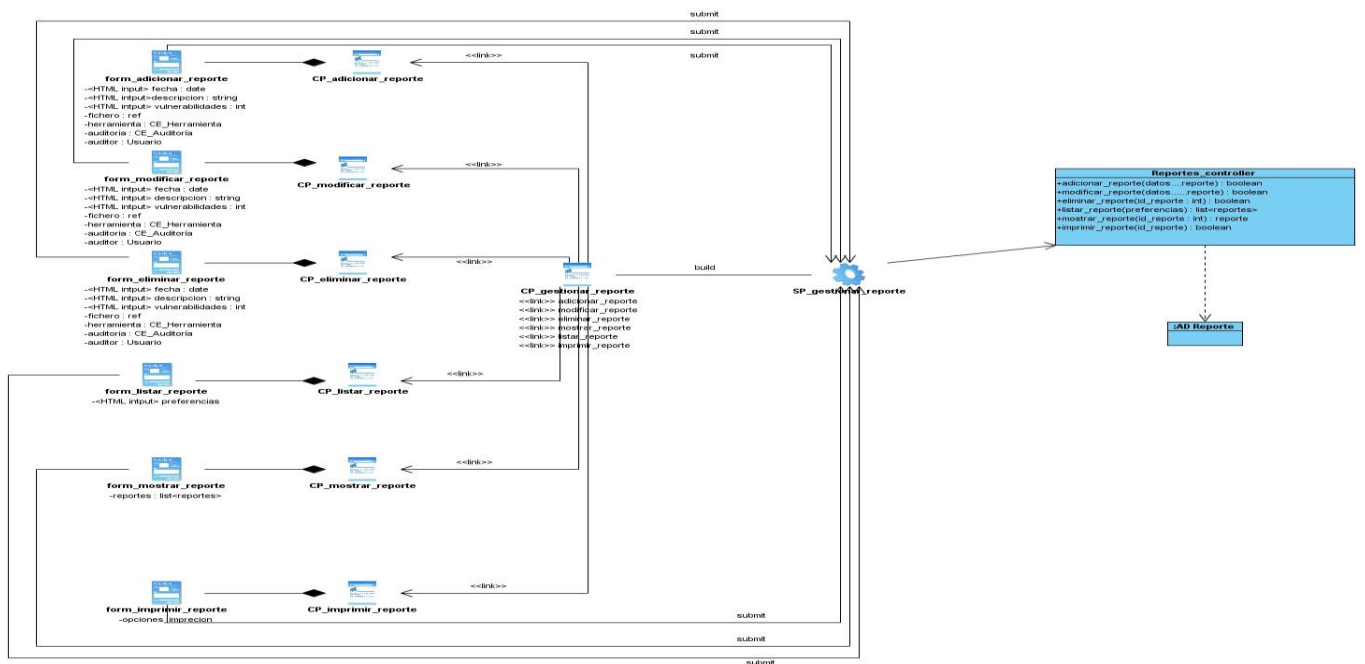 submit
submit
submit
<<link>>
form_adicionar_reporte
CP_adicionar_reporte
-<HTML input> fecha : date
-<HTML intput>descripcion : string
-<HTML intput> vulnerabilidades : int
-fichero : ref
-herramienta : CE_Herramienta
-auditoria : CE_Auditoría
-auditor : Usuario
<<link>>
form_modificar_reporte
CP_modificar_reporte
-<HTML intput> fecha : date
-<HTML intput> descripcion : string
-<HTML intput> vulnerabilidades : int
-fichero : ref
-herramienta : CE_Herramienta
-auditoria : CE_Auditoría
-auditor : Usuario
Reportes_controller
+adicionar_reporte(datos....reporte) : boolean
+modificar_reporte(datos......reporte) : boolean
+eliminar_reporte(id_reporte : int) : boolean
+listar_reporte(preferencias) : list<reportes>
+mostrar_reporte(id_reporte : int) : reporte
+imprimir_reporte(id_reporte) : boolean
<<link>>
form_eliminar_reporte
CP_eliminar_reporte
-<HTML intput> fecha : date
-<HTML intput> descripcion : string
-<HTML intput> vulnerabilidades : int
-fichero : ref
-herramienta : CE_Herramienta
-auditoria : CE_Auditoría
-auditor : Usuario
build
CP_gestionar_reporte
SP_gestionar_reporte
<<link>> adicionar_reporte
<<link>> modificar_reporte
<<link>> eliminar_reporte
<<link>> mostrar_reporte
<<link>> listar_reporte
<<link>> imprimir_reporte
:AD Reporte
<<link>>
form_listar_reporte
CP_listar_reporte
-<HTML intput> preferencias
<<link>>
form_mostrar_reporte
CP_mostrar_reporte
-reportes : list<reportes>
<<link>>
form_imprimir_reporte
CP_imprimir_reporte
-opciones_imprecion
submit
submit
submit